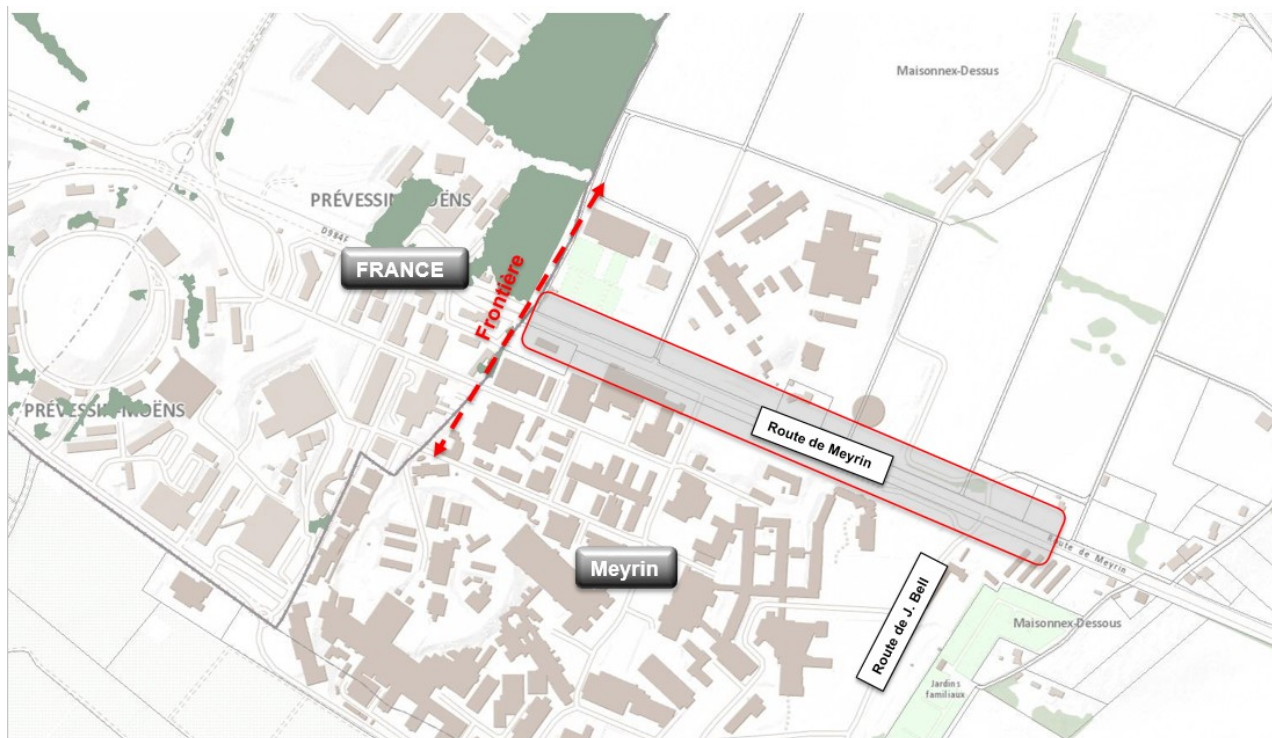 Maisonnex-Dessus
PRÉVESSIN-MOËNS
D984F
FRANCE
Frontière
PRÉVESSIN-MOËNS
Route de Meyrin
Route de Meyrin
Meyrin
Route de J. Bell
Maisonnex-Dessous
Jardins
familiaux